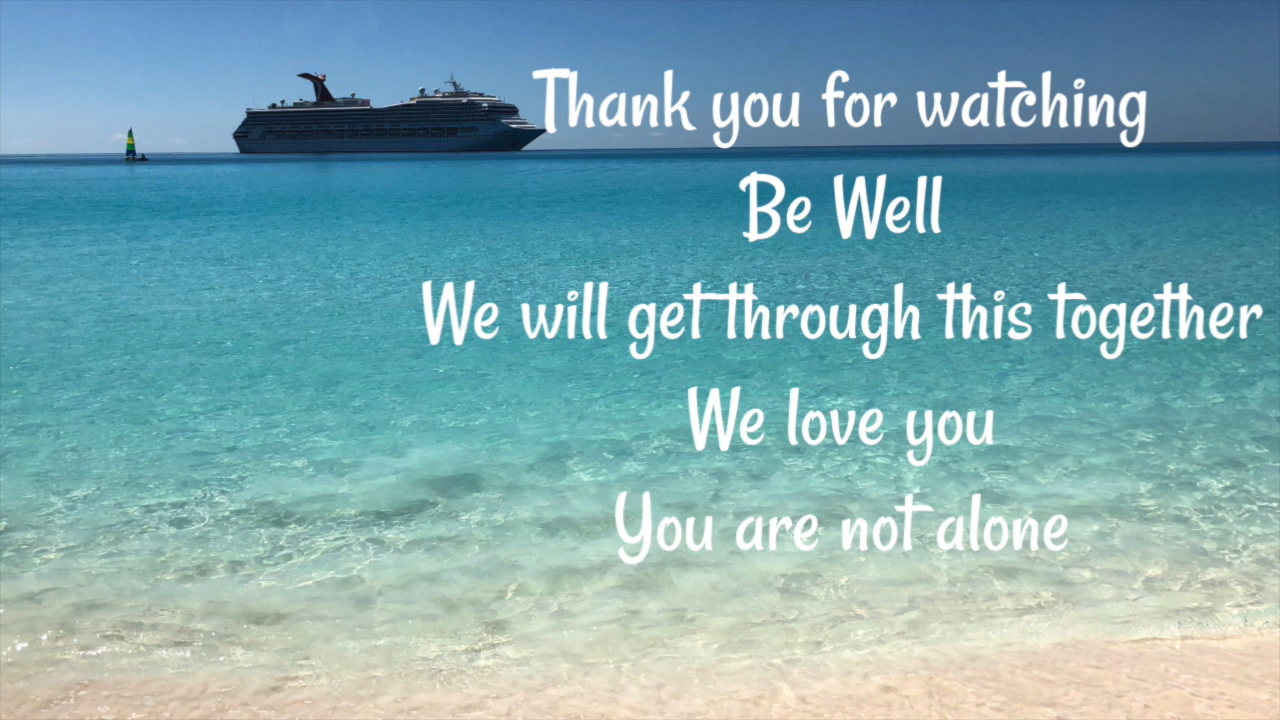 Thank you for watching
Be Well
We will get through this together
We love you
You are not alone